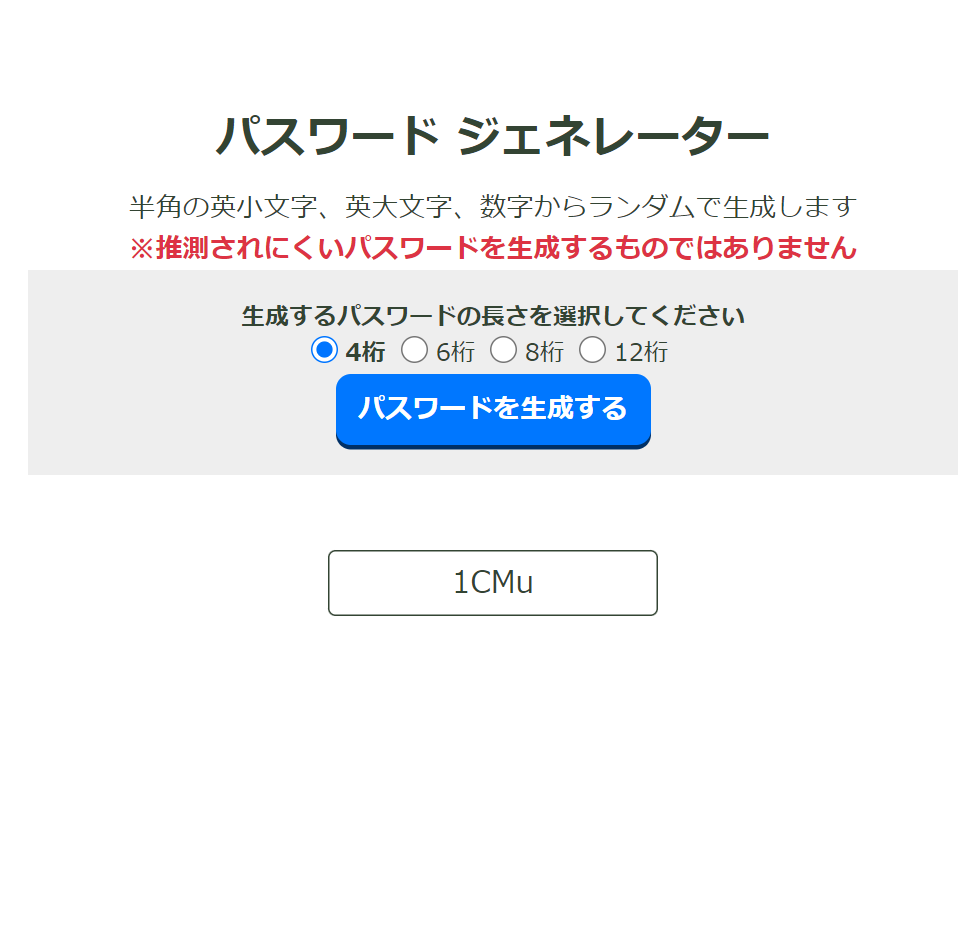 パスワード ジェネレーター
半角の英小文字、英大文字、数字からランダムで生成します
※推測されにくいパスワードを生成するものではありません
生成するパスワードの長さを選択してください
4桁 6桁 8桁 12桁
パスワードを生成する
1CMu